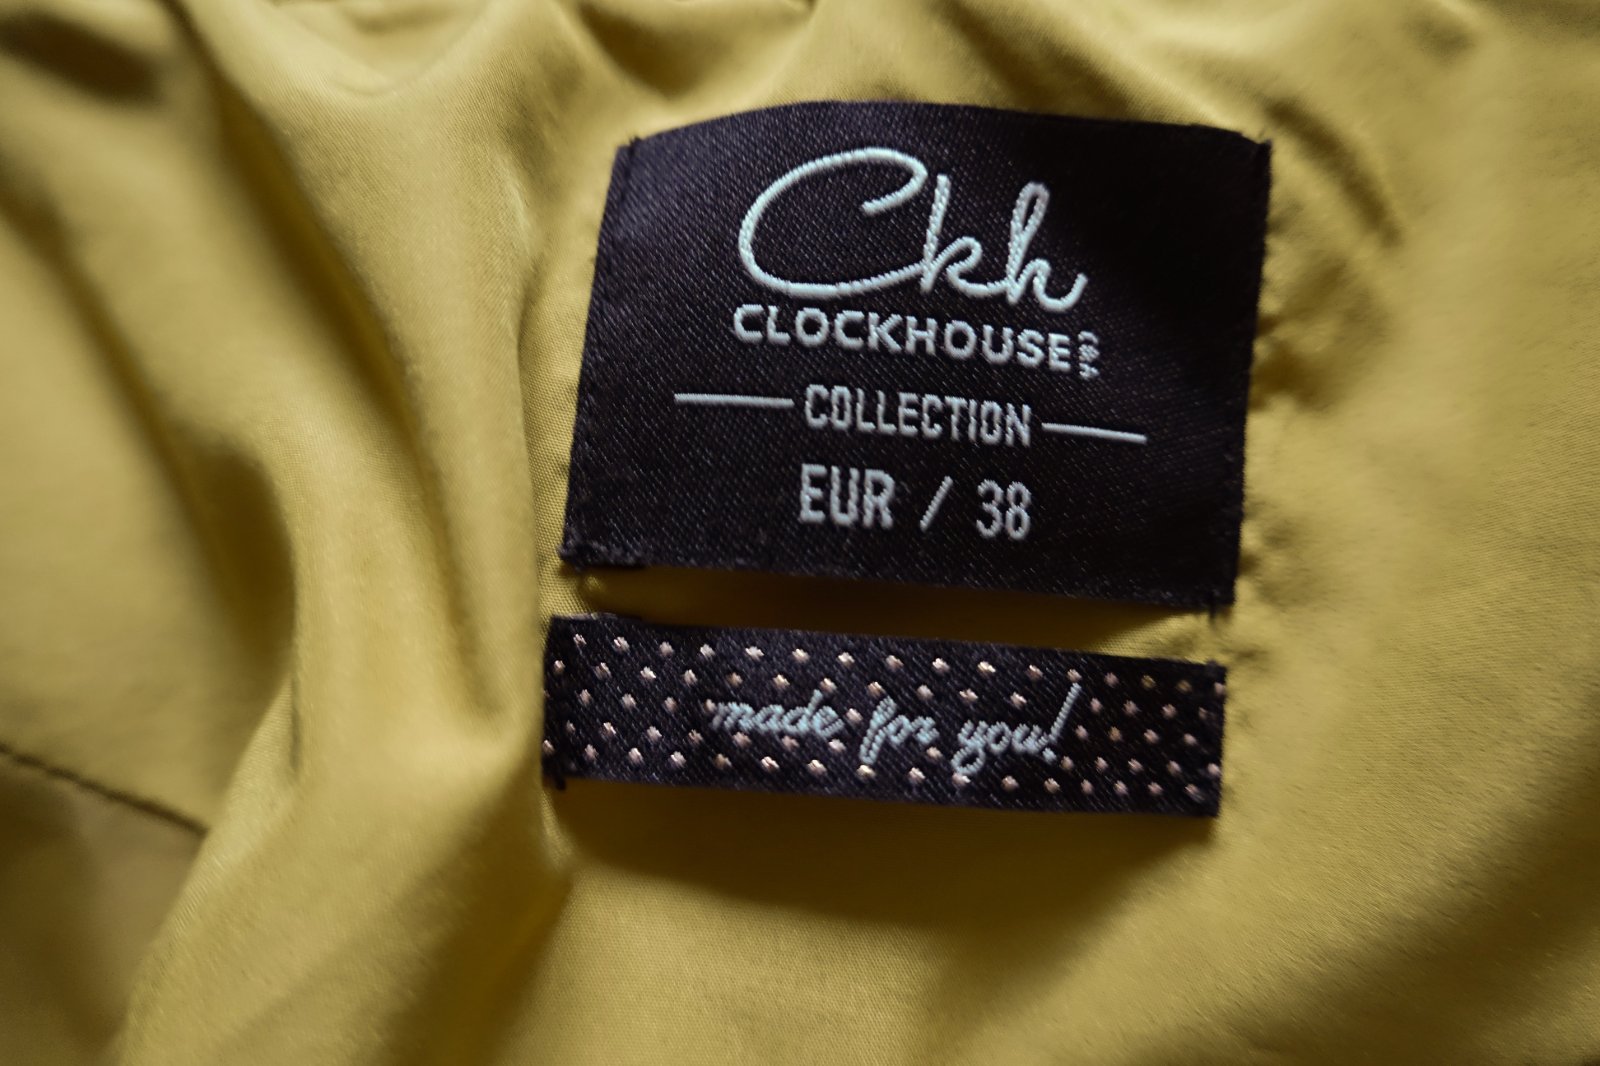 Ckh
CLOCKHOUSE C&A
COLLECTION
EUR / 38
made for you!